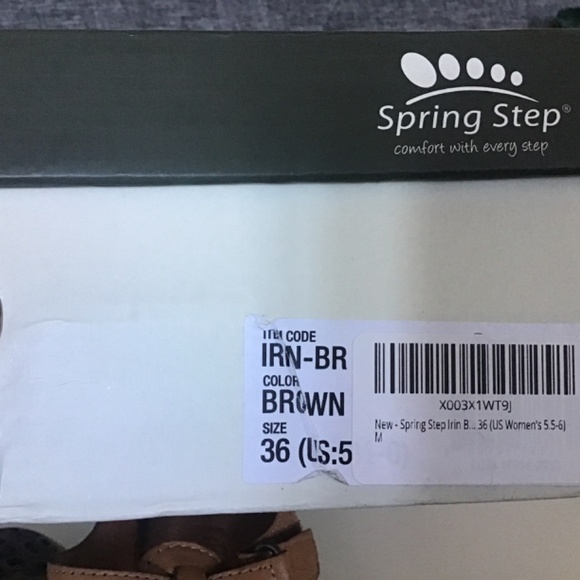 Spring Step®
comfort with every step
ITEM CODE
IRN-BR
COLOR
BROWN
SIZE
36 (US:5
X003X1WT9J
New - Spring Step Irin B... 36 (US Women's 5.5-6)
M